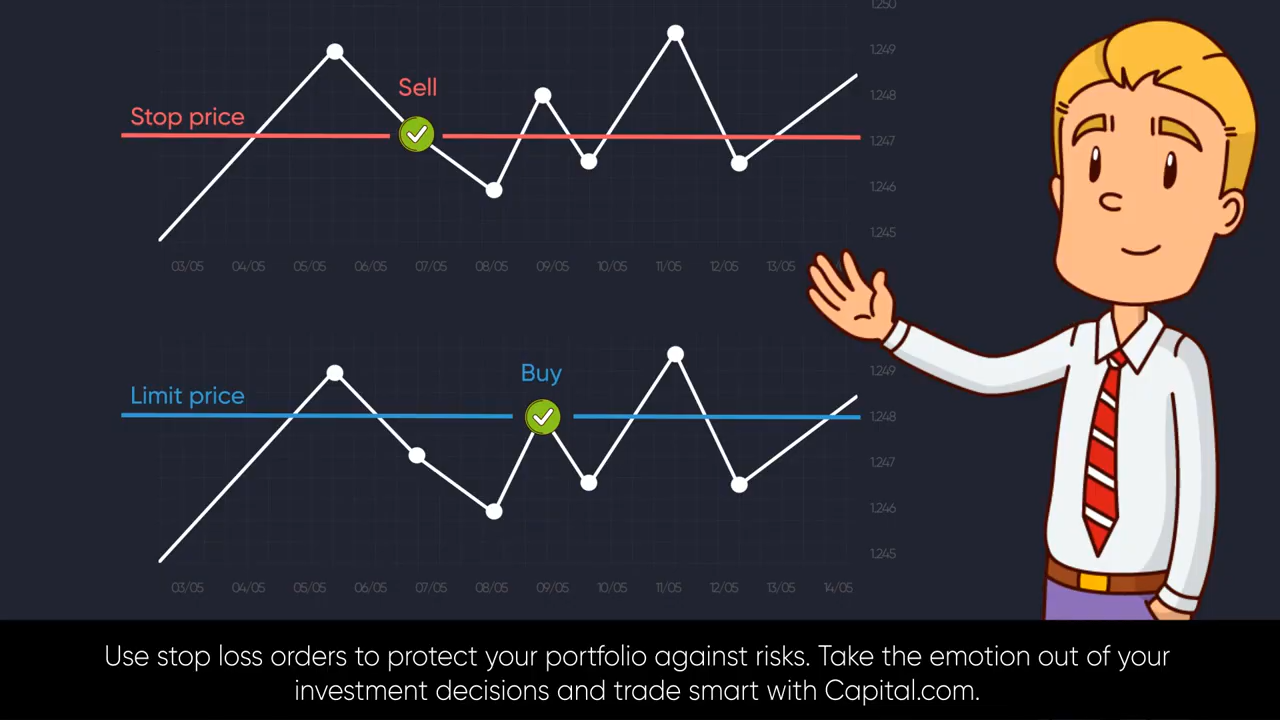 1.250
1.249
Sell
1.248
Stop price
1.247
1.246
1.245
03/05 04/05 05/05 06/05 07/05 08/05 09/05 10/05 11/05 12/05 13/05
1.249
Buy
Limit price
1.248
1.247
1.246
1.245
03/05 04/05 05/05 06/05 07/05 08/05 09/05 10/05 11/05 12/05 13/05 14/05
Use stop loss orders to protect your portfolio against risks. Take the emotion out of your
investment decisions and trade smart with Capital.com.